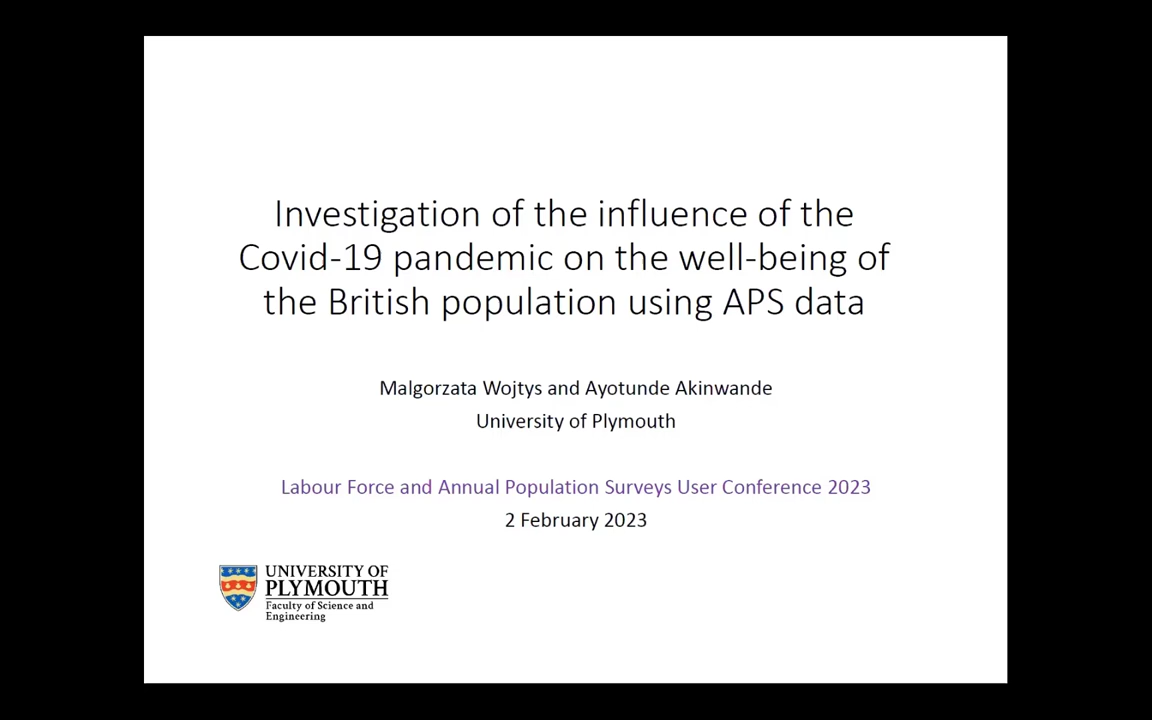 Investigation of the influence of the
Covid-19 pandemic on the well-being of
the British population using APS data
Malgorzata Wojtys and Ayotunde Akinwande
University of Plymouth
Labour Force and Annual Population Surveys User Conference 2023
2 February 2023
UNIVERSITY OF
PLYMOUTH
Faculty of Science and
Engineering